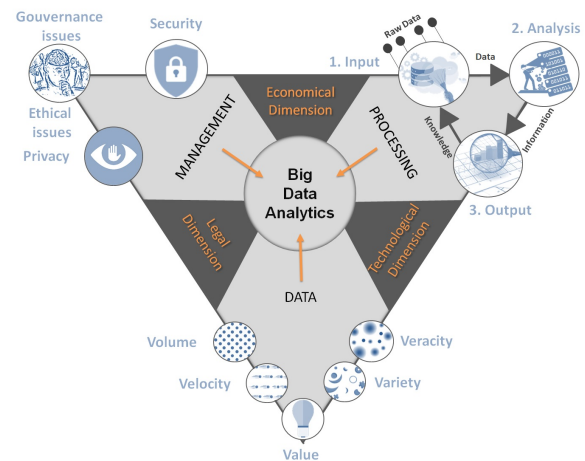 Gouvernance
issues
Security
Raw Data
1. Input
2. Analysis
Data
Economical
Dimension
MANAGEMENT
PROCESSING
Ethical
issues
Privacy
Knowledge
Information
Big
Data
Analytics
3. Output
Legal
Dimension
Technological
Dimension
DATA
Volume
Veracity
Velocity
Variety
Value